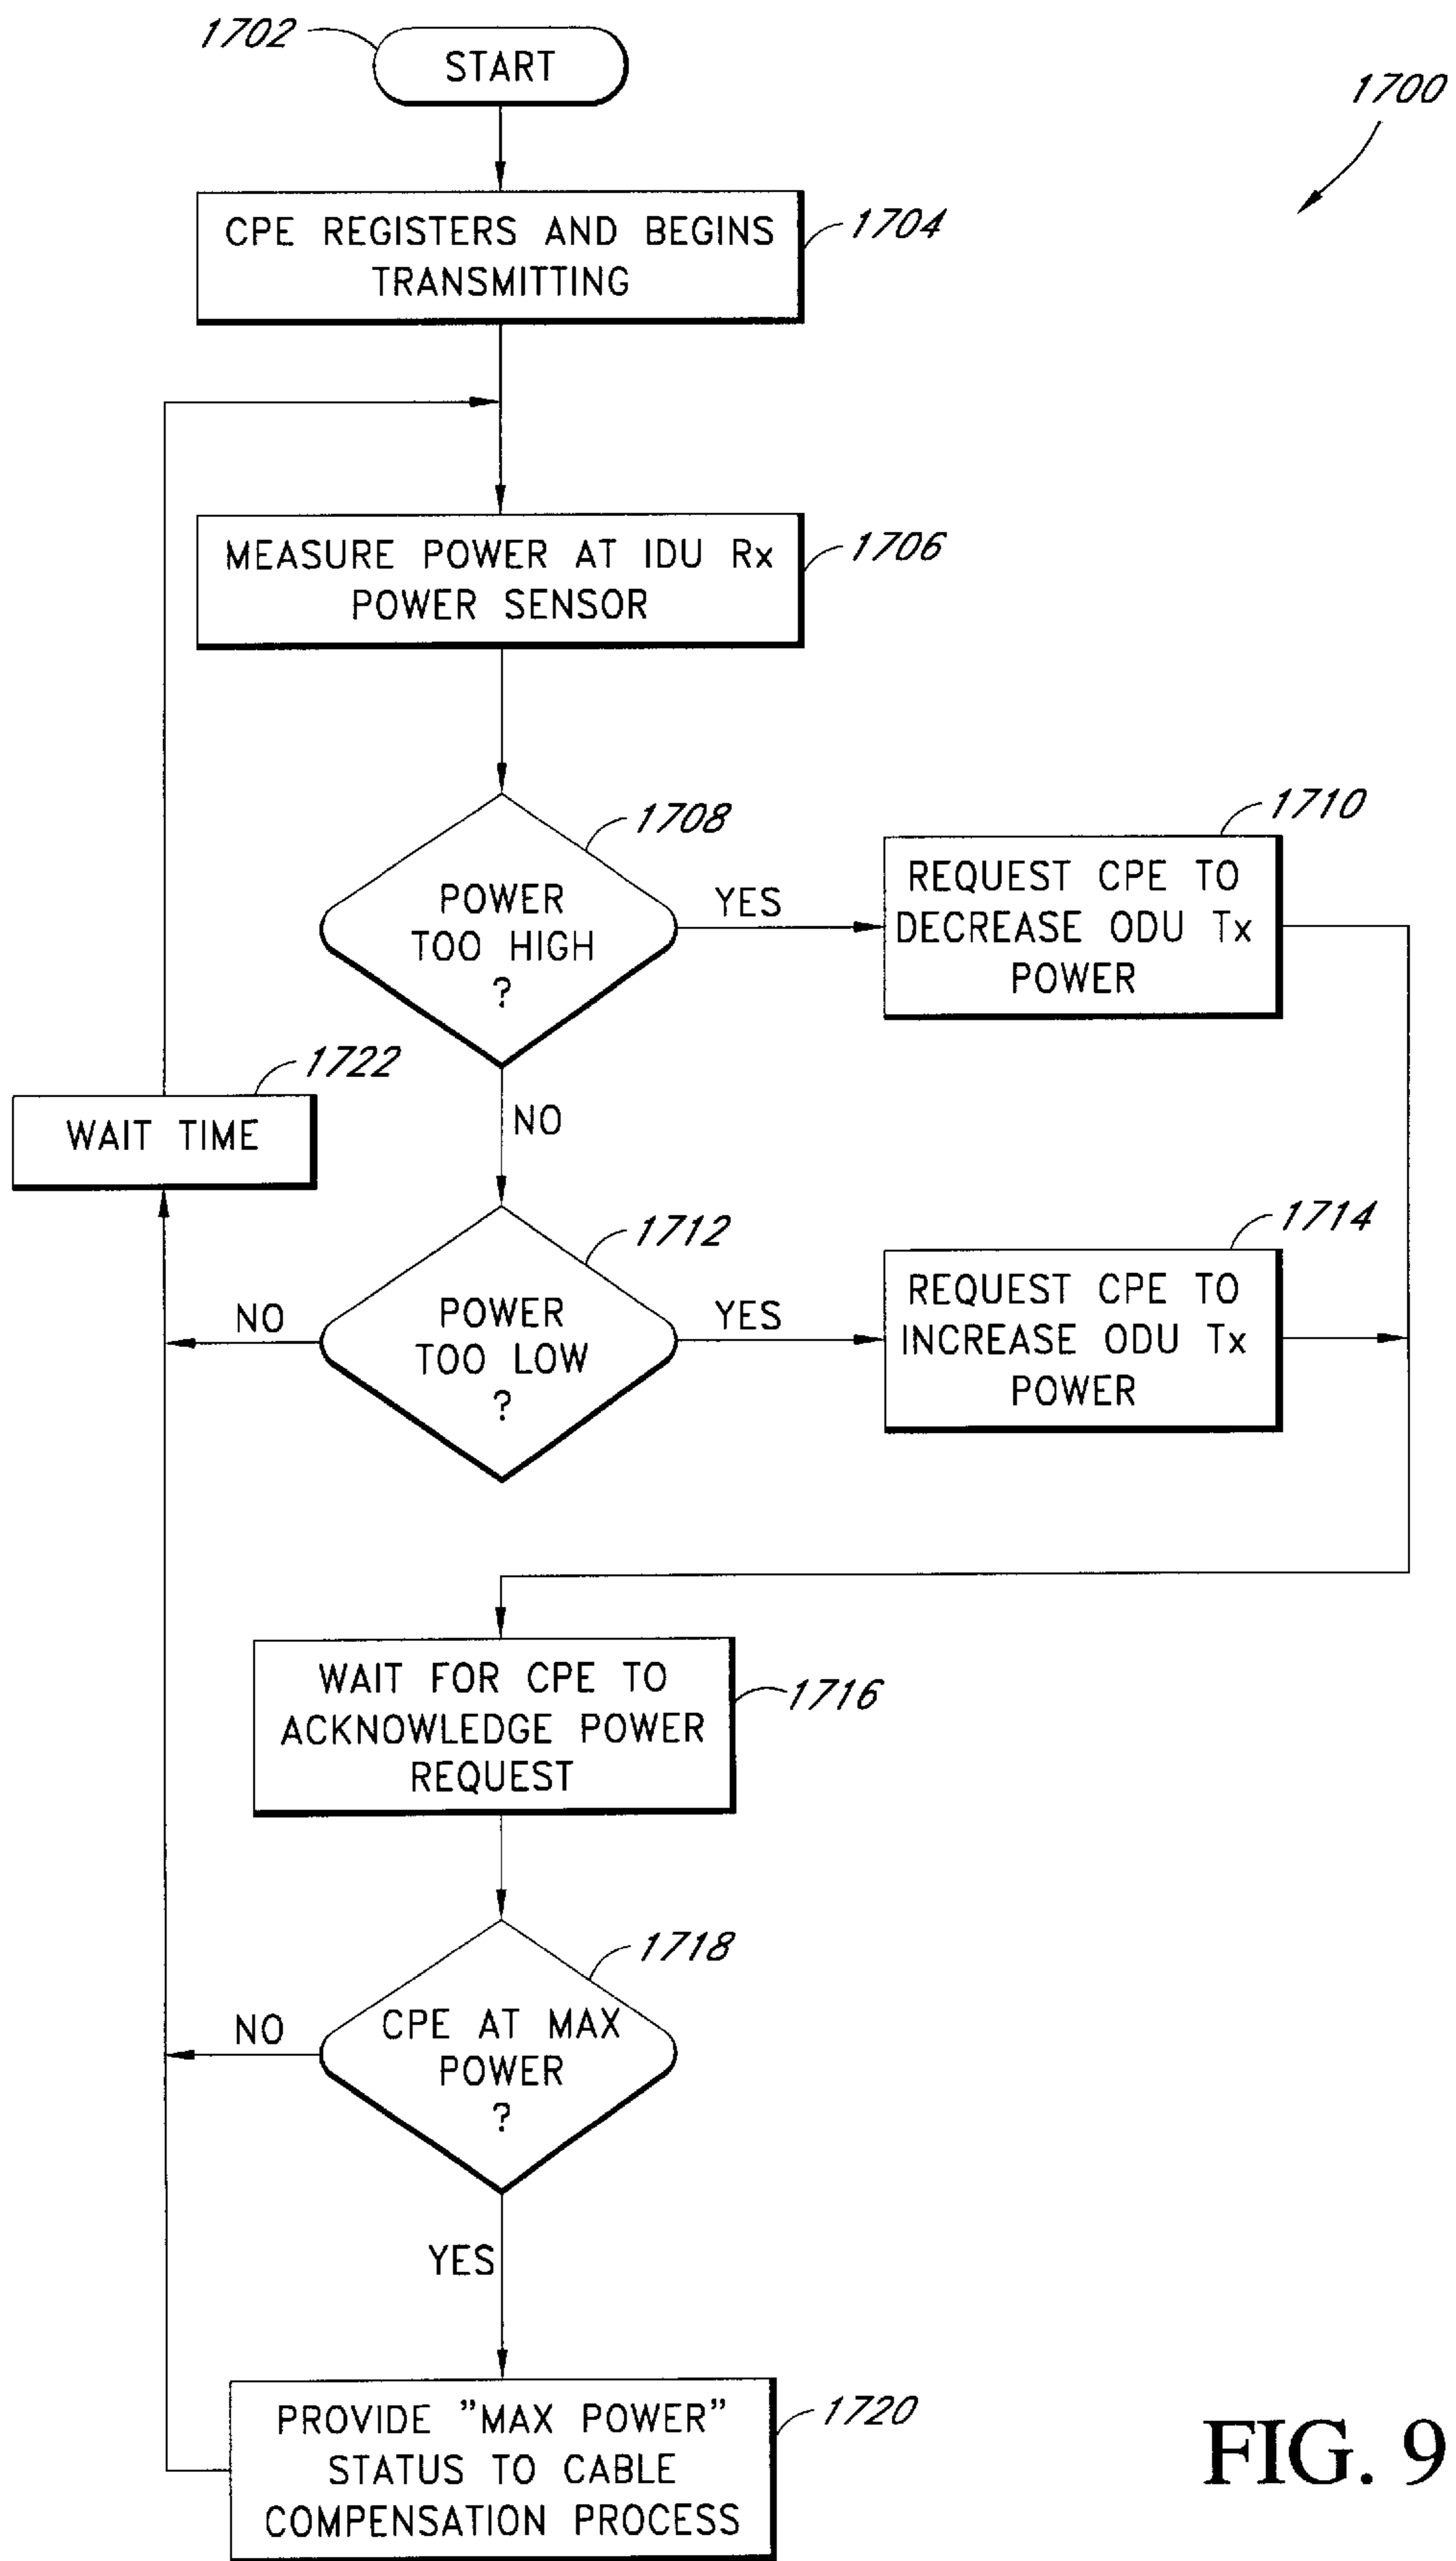 1702
START
1700
CPE REGISTERS AND BEGINS
TRANSMITTING
1704
MEASURE POWER AT IDU Rx
POWER SENSOR
1706
1708
POWER
TOO HIGH
?
YES
1710
REQUEST CPE TO
DECREASE ODU Tx
POWER
NO
1722
WAIT TIME
1712
POWER
TOO LOW
?
NO
YES
1714
REQUEST CPE TO
INCREASE ODU Tx
POWER
WAIT FOR CPE TO
ACKNOWLEDGE POWER
REQUEST
1716
1718
CPE AT MAX
POWER
?
NO
YES
PROVIDE "MAX POWER"
STATUS TO CABLE
COMPENSATION PROCESS
1720
FIG. 9